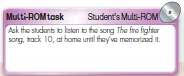 Multi-ROM task Student's Multi-ROM
Ask the students to listen to the song The fire fighter
song, track 10, at home until they've memorized it.